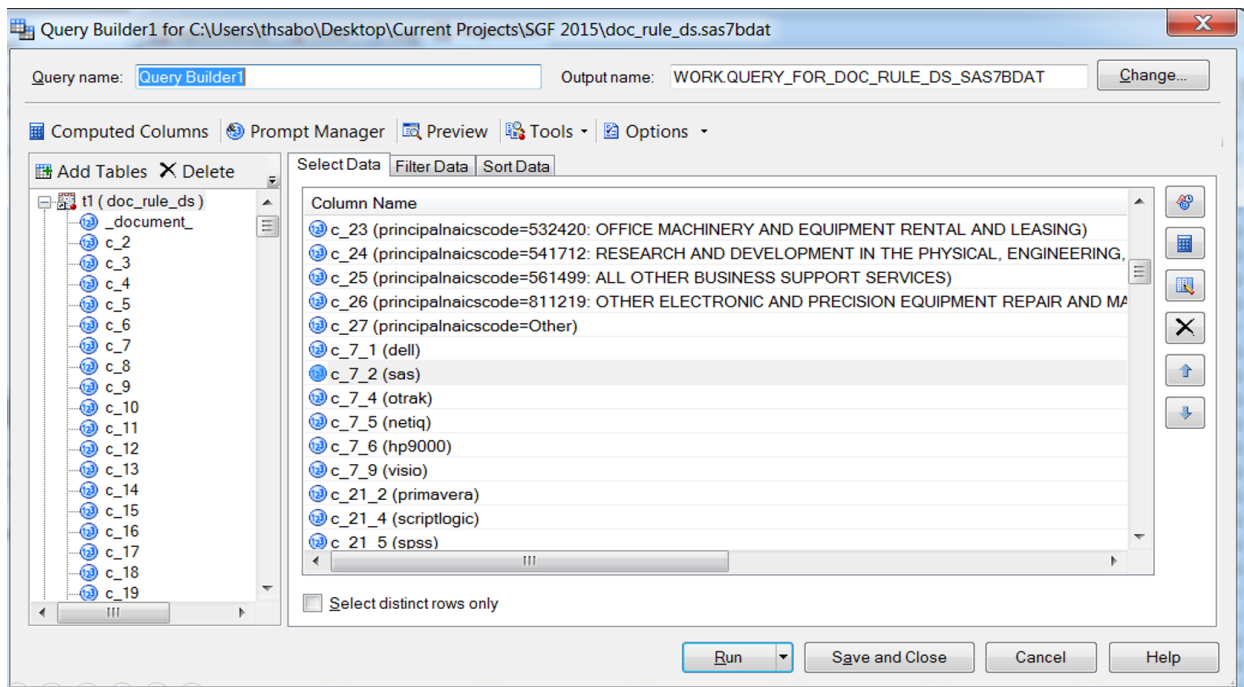 Query Builder1 for C:\Users\thsabo\Desktop\Current Projects\SGF 2015\doc_rule_ds.sas7bdat
X
Query name: Query Builder1 Output name: WORK.QUERY_FOR_DOC_RULE_DS_SAS7BDAT Change...
Computed Columns Prompt Manager Preview Tools Options
Add Tables Delete
Select Data Filter Data Sort Data
t1 ( doc_rule_ds )
_document_
c_2
c_3
c_4
c_5
c_6
c_7
c_8
c_9
c_10
c_11
c_12
c_13
c_14
c_15
c_16
c_17
c_18
c_19
Column Name
c_23 (principalnaicscode=532420: OFFICE MACHINERY AND EQUIPMENT RENTAL AND LEASING)
c_24 (principalnaicscode=541712: RESEARCH AND DEVELOPMENT IN THE PHYSICAL, ENGINEERING,
c_25 (principalnaicscode=561499: ALL OTHER BUSINESS SUPPORT SERVICES)
c_26 (principalnaicscode=811219: OTHER ELECTRONIC AND PRECISION EQUIPMENT REPAIR AND MA
c_27 (principalnaicscode=Other)
c_7_1 (dell)
c_7_2 (sas)
c_7_4 (otrak)
c_7_5 (netiq)
c_7_6 (hp9000)
c_7_9 (visio)
c_21_2 (primavera)
c_21_4 (scriptlogic)
c_21_5 (spss)
Select distinct rows only
Run Save and Close Cancel Help